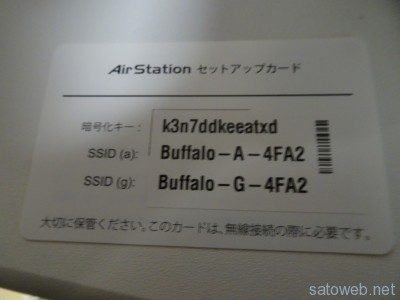 AirStation セットアップカード
暗号化キー: k3n7ddkeeatxd
SSID (a): Buffalo-A-4FA2
SSID (g): Buffalo-G-4FA2
大切に保管ください。このカードは、無線接続の際に必要です。
satoweb.net